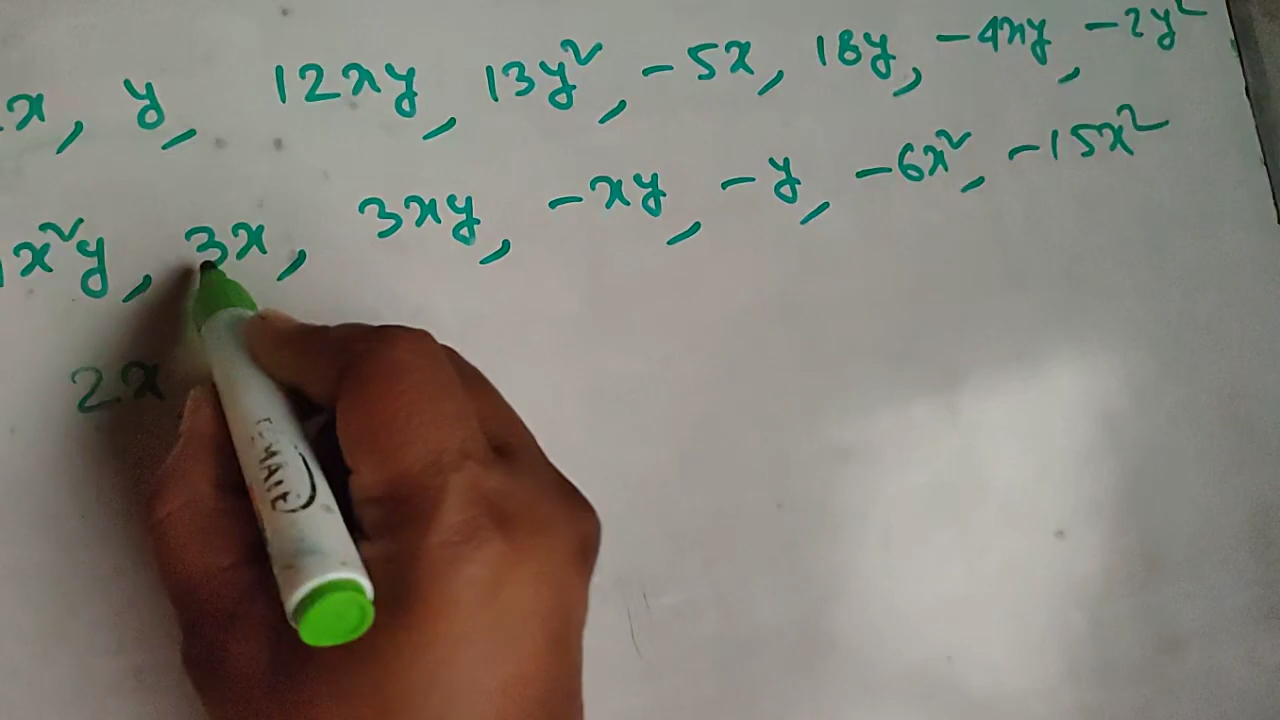 x, y, 12xy, 13y², -5x, 18y, -4xy, -2y²
x²y, 3x, 3xy, -xy, -y, -6x², -15x²
2x